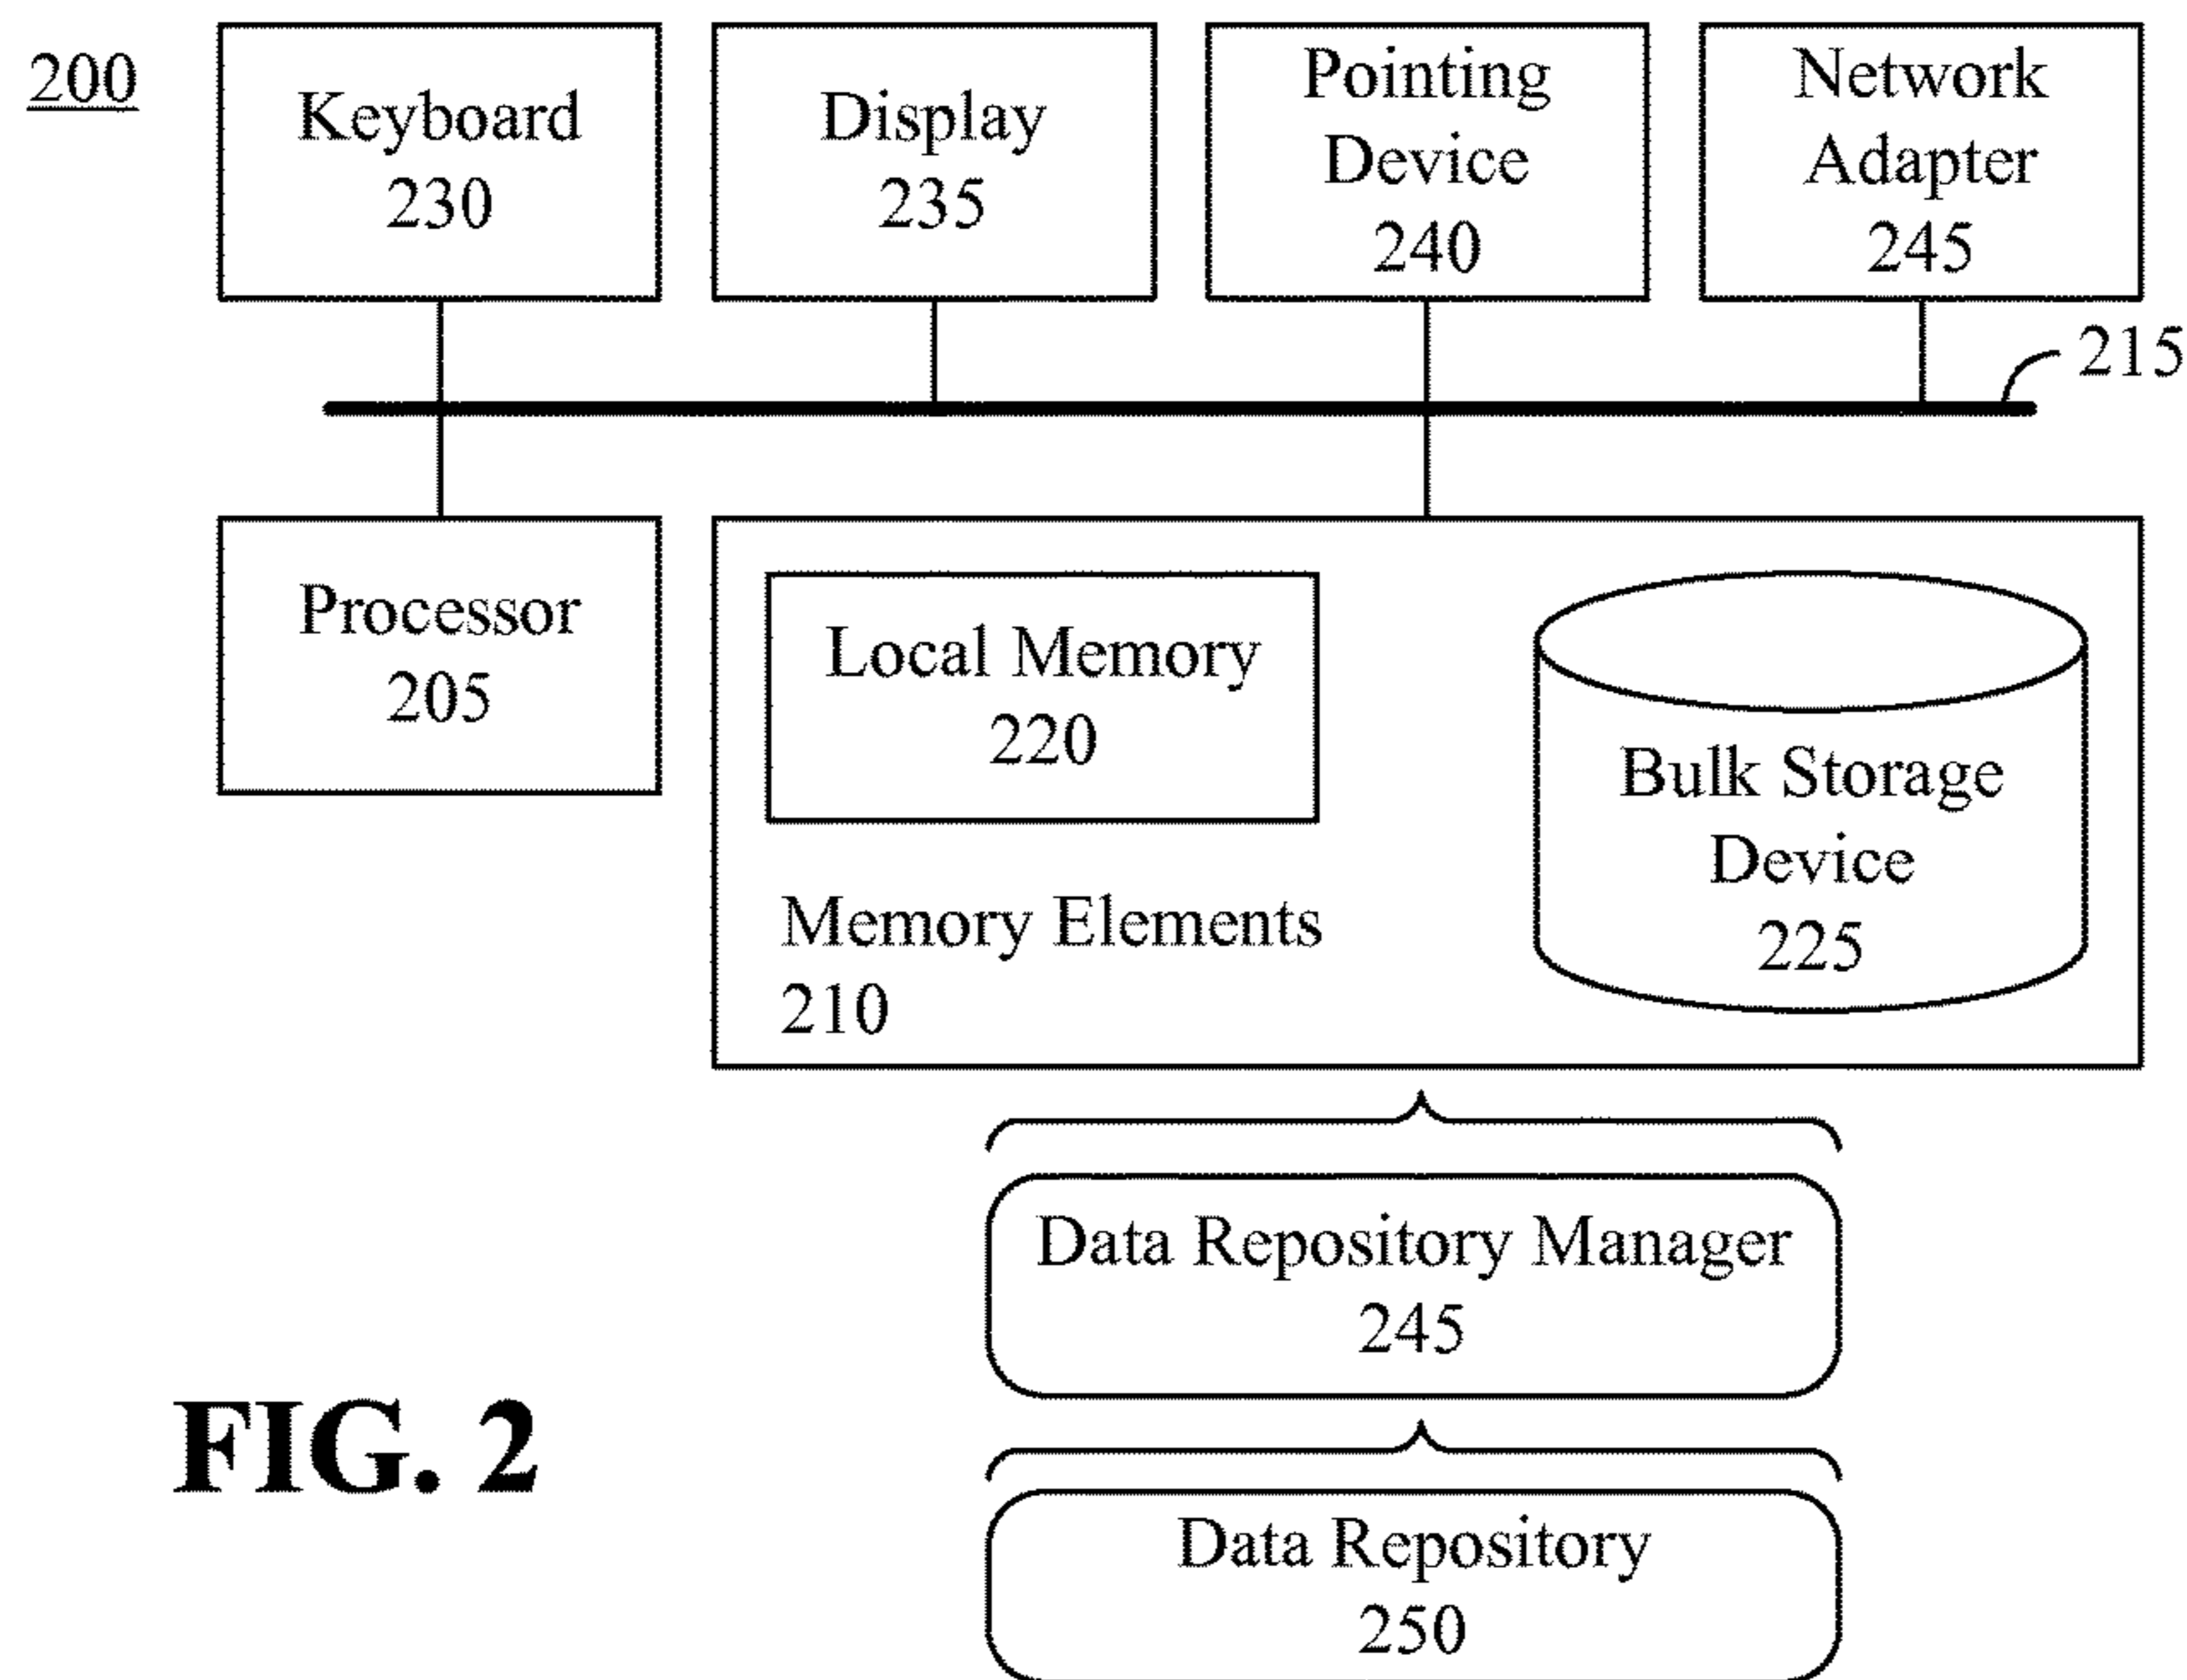 200
Keyboard
230
Display
235
Pointing
Device
240
Network
Adapter
245
215
Processor
205
Local Memory
220
Memory Elements
210
Bulk Storage
Device
225
Data Repository Manager
245
FIG. 2
Data Repository
250